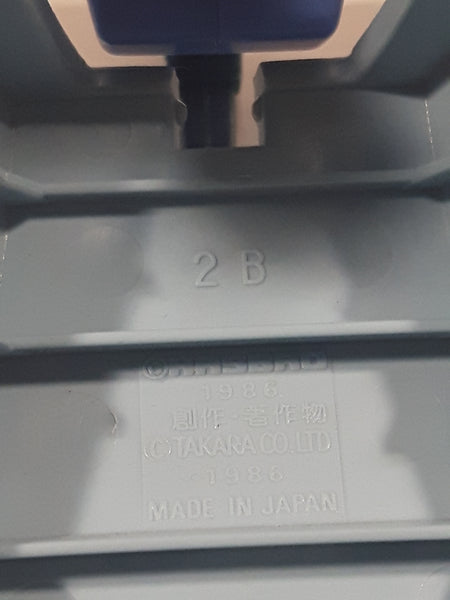 2 B
© HASBRO
1986
創作・著作物
© TAKARA CO. LTD
1986
MADE IN JAPAN